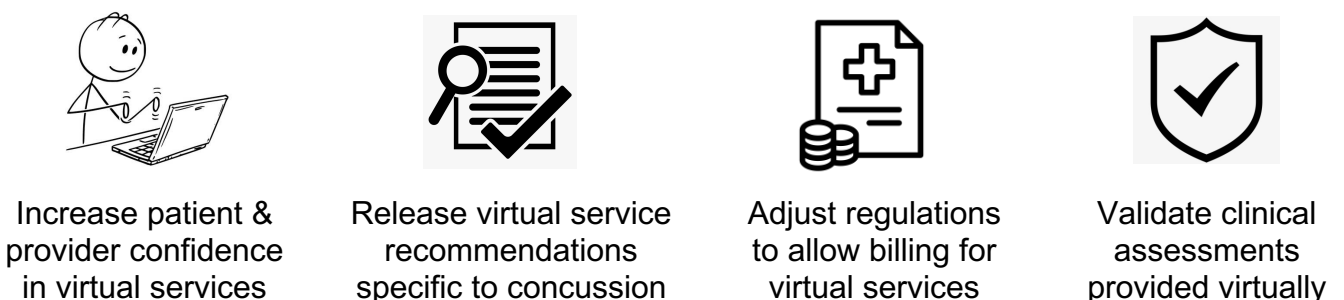 Increase patient &
provider confidence
in virtual services
Release virtual service
recommendations
specific to concussion
Adjust regulations
to allow billing for
virtual services
Validate clinical
assessments
provided virtually